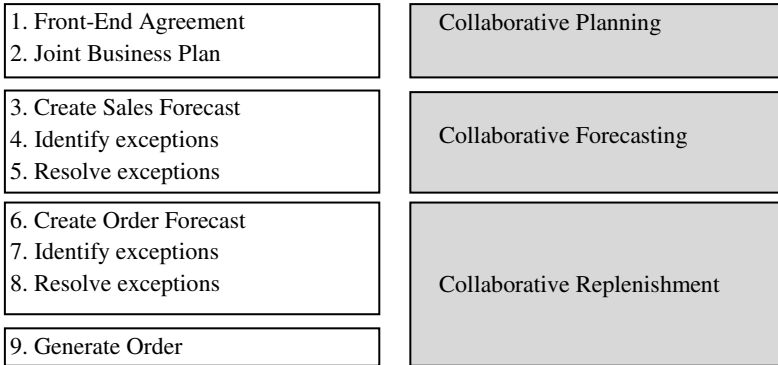 1. Front-End Agreement
2. Joint Business Plan
Collaborative Planning
3. Create Sales Forecast
4. Identify exceptions
5. Resolve exceptions
Collaborative Forecasting
6. Create Order Forecast
7. Identify exceptions
8. Resolve exceptions
9. Generate Order
Collaborative Replenishment